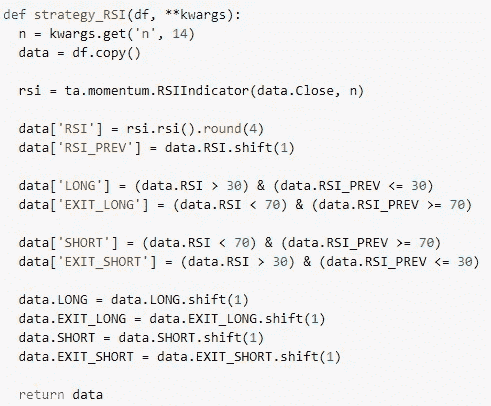 def strategy_RSI(df, **kwargs):
  n = kwargs.get('n', 14)
  data = df.copy()

  rsi = ta.momentum.RSIIndicator(data.Close, n)

  data['RSI'] = rsi.rsi().round(4)
  data['RSI_PREV'] = data.RSI.shift(1)

  data['LONG'] = (data.RSI > 30) & (data.RSI_PREV <= 30)
  data['EXIT_LONG'] = (data.RSI < 70) & (data.RSI_PREV >= 70)

  data['SHORT'] = (data.RSI < 70) & (data.RSI_PREV >= 70)
  data['EXIT_SHORT'] = (data.RSI > 30) & (data.RSI_PREV <= 30)

  data.LONG = data.LONG.shift(1)
  data.EXIT_LONG = data.EXIT_LONG.shift(1)
  data.SHORT = data.SHORT.shift(1)
  data.EXIT_SHORT = data.EXIT_SHORT.shift(1)

  return data